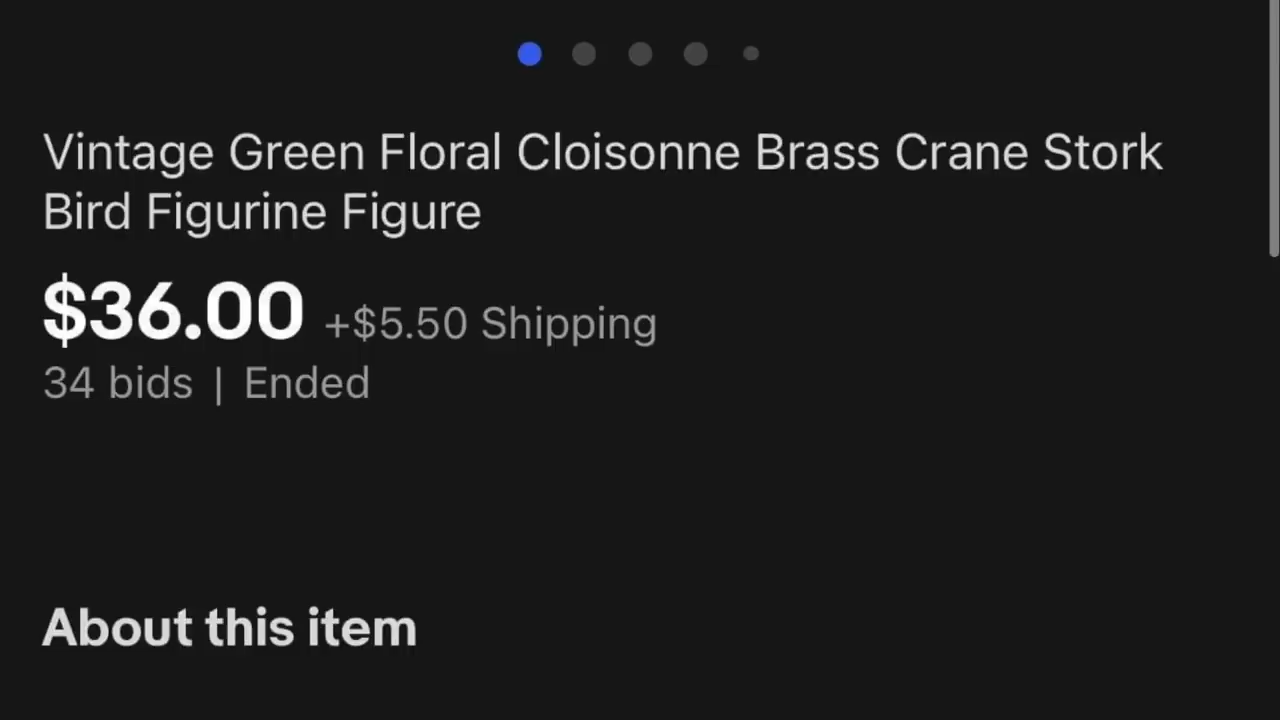 Vintage Green Floral Cloisonne Brass Crane Stork
Bird Figurine Figure
$36.00 +$5.50 Shipping
34 bids | Ended
About this item